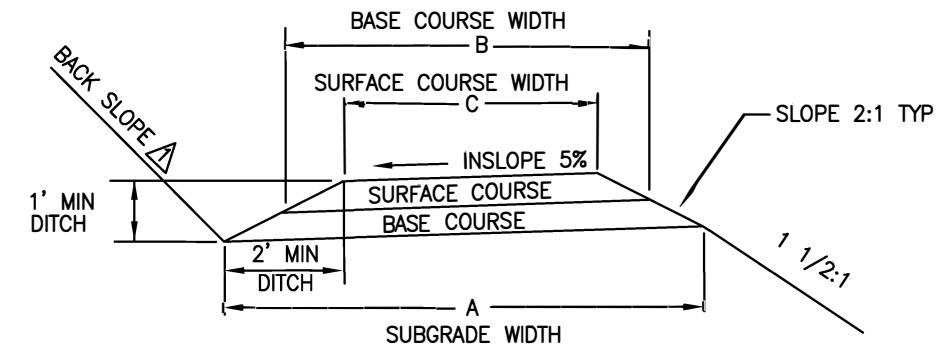 BASE COURSE WIDTH
B
BACK SLOPE 1
SURFACE COURSE WIDTH
C
SLOPE 2:1 TYP
INSLOPE 5%
1' MIN
DITCH
SURFACE COURSE
BASE COURSE
2' MIN
DITCH
1 1/2:1
A
SUBGRADE WIDTH